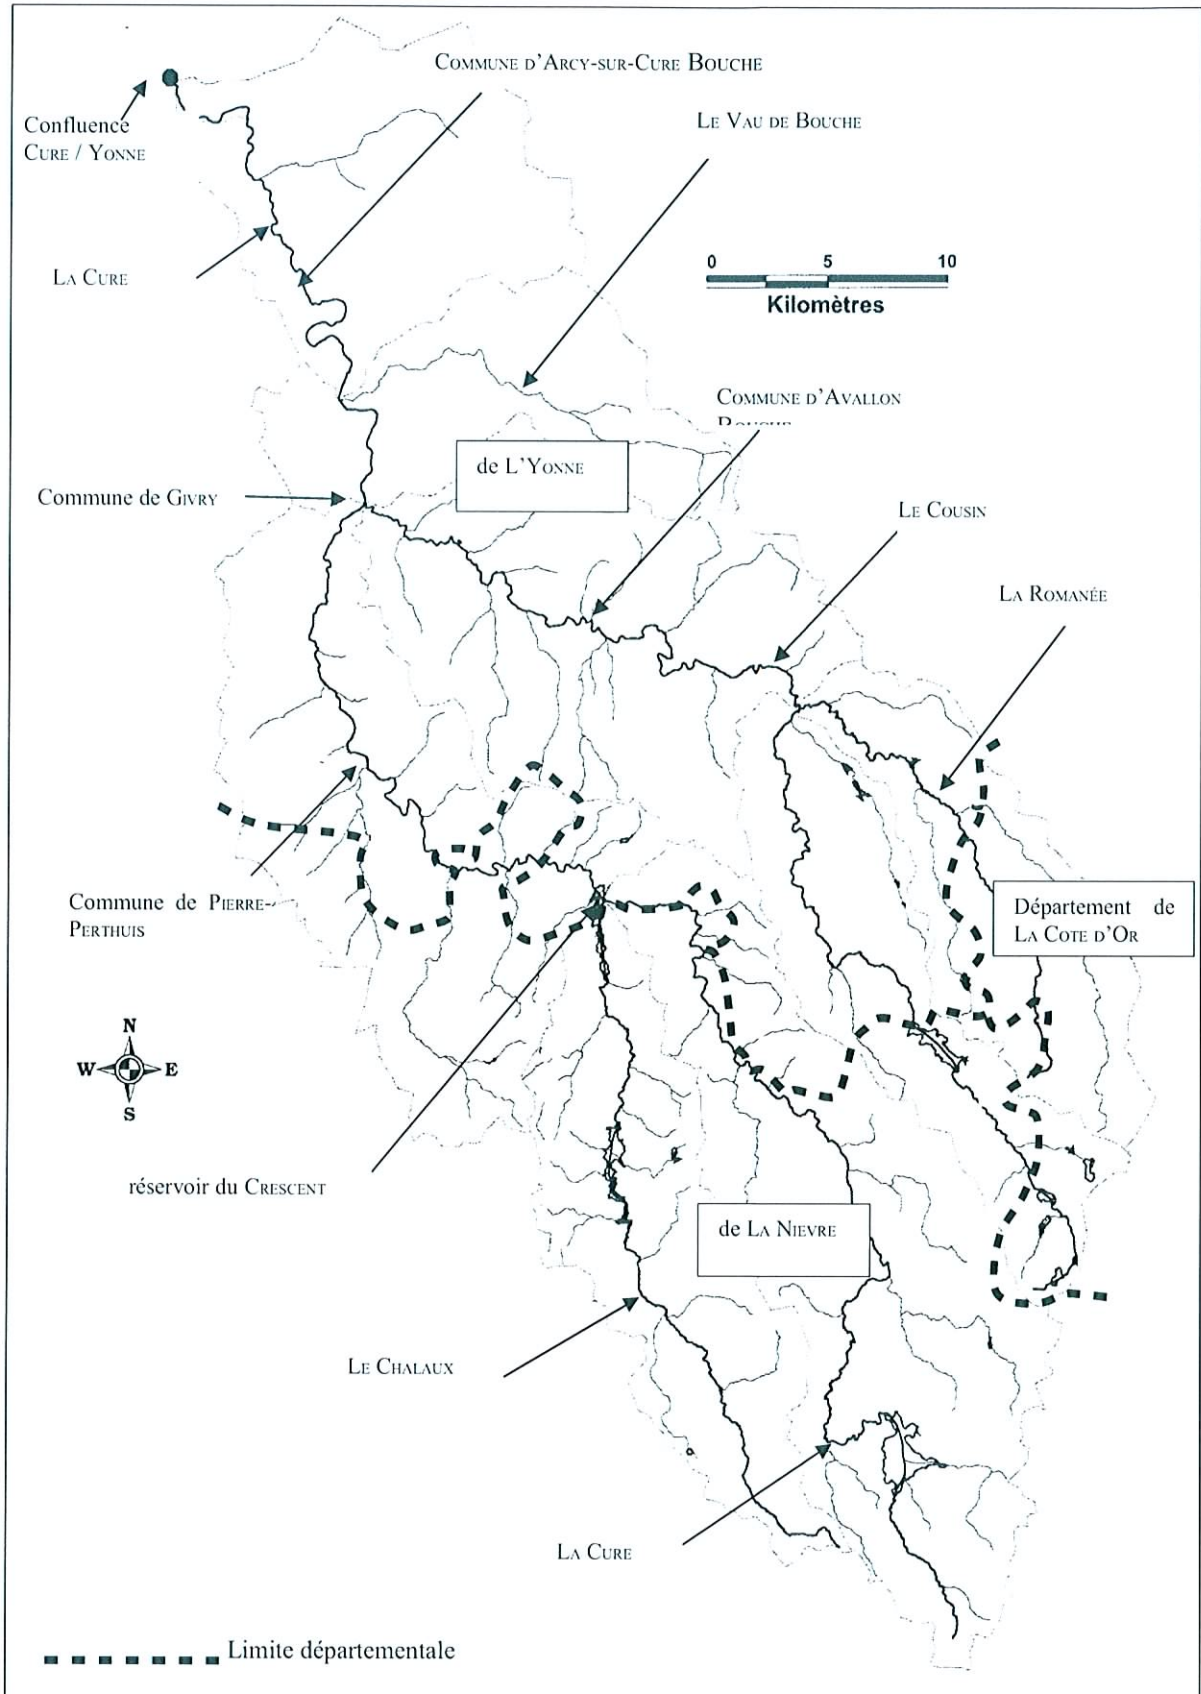 COMMUNE D'ARCY-SUR-CURE BOUCHE
LE VAU DE BOUCHE
Confluence
CURE / YONNE
LA CURE
0 5 10
Kilomètres
COMMUNE D'AVALLON
de L'YONNE
Commune de GIVRY
LE COUSIN
LA ROMANÉE
Commune de PIERRE-
PERTHUIS
Département de
LA COTE D'OR
N
W E
S
réservoir du CRESCENT
de LA NIEVRE
LE CHALAUX
LA CURE
Limite départementale